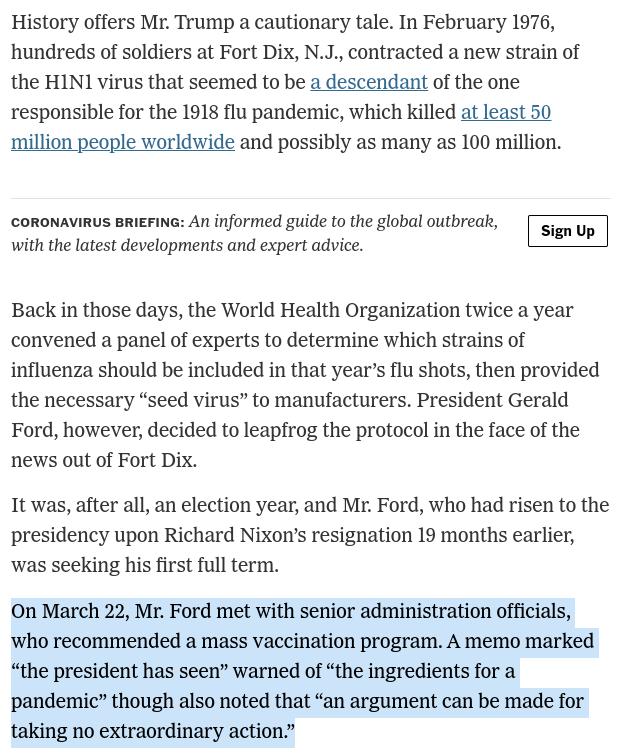 History offers Mr. Trump a cautionary tale. In February 1976,
hundreds of soldiers at Fort Dix, N.J., contracted a new strain of
the H1N1 virus that seemed to be a descendant of the one
responsible for the 1918 flu pandemic, which killed at least 50
million people worldwide and possibly as many as 100 million.
CORONAVIRUS BRIEFING: An informed guide to the global outbreak,
with the latest developments and expert advice.
Sign Up
Back in those days, the World Health Organization twice a year
convened a panel of experts to determine which strains of
influenza should be included in that year’s flu shots, then provided
the necessary “seed virus” to manufacturers. President Gerald
Ford, however, decided to leapfrog the protocol in the face of the
news out of Fort Dix.
It was, after all, an election year, and Mr. Ford, who had risen to the
presidency upon Richard Nixon’s resignation 19 months earlier,
was seeking his first full term.
On March 22, Mr. Ford met with senior administration officials,
who recommended a mass vaccination program. A memo marked
“the president has seen” warned of “the ingredients for a
pandemic” though also noted that “an argument can be made for
taking no extraordinary action.”